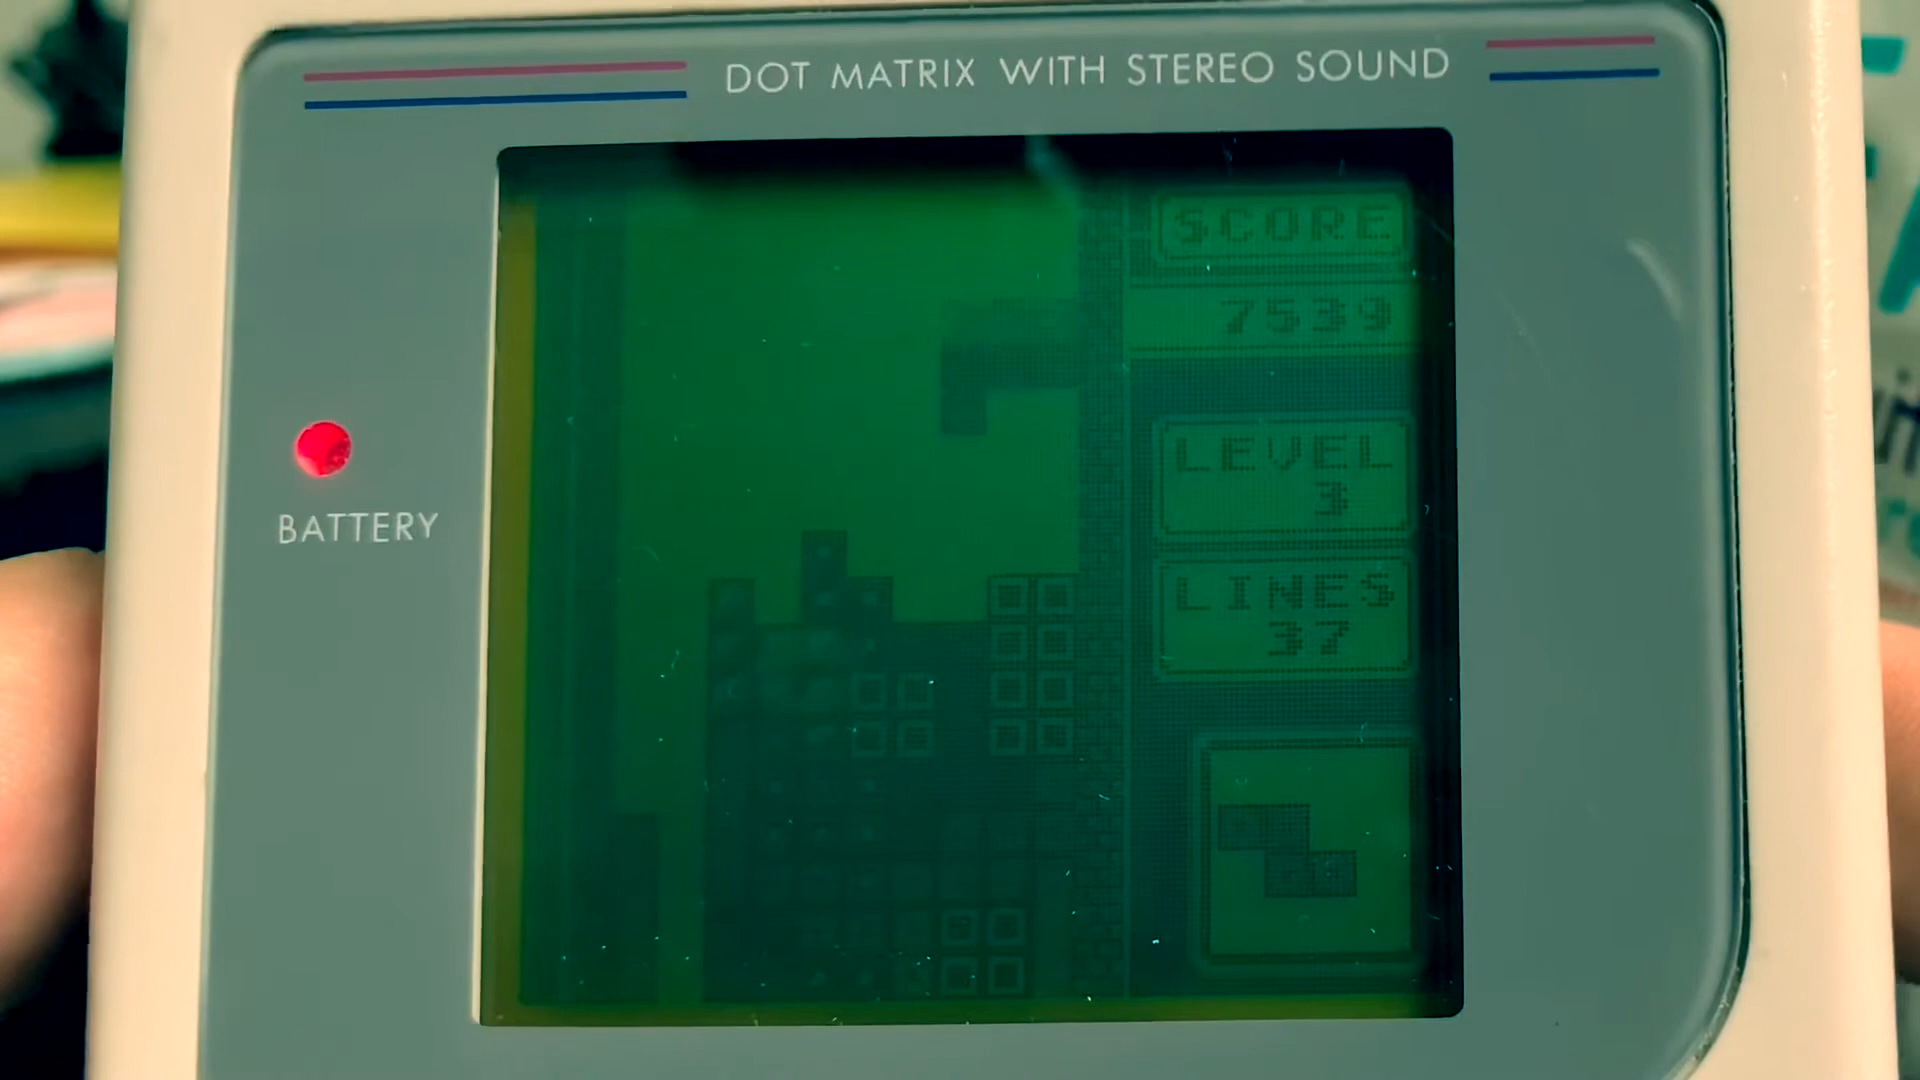 DOT MATRIX WITH STEREO SOUND
SCORE
7539
LEVEL
3
LINES
37
BATTERY